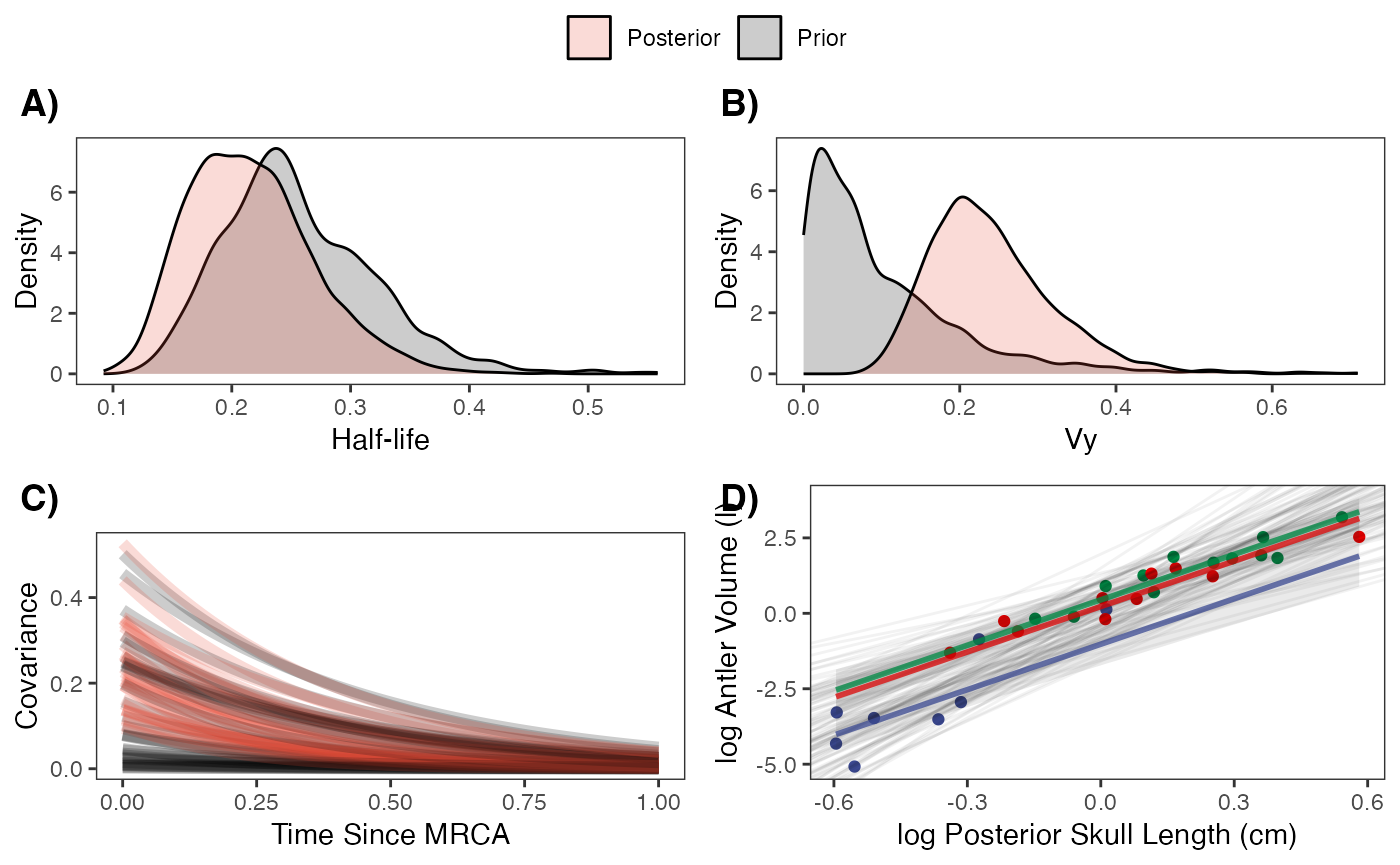 Posterior Prior
A)
Density
6
4
2
0
0.1 0.2 0.3 0.4 0.5
Half-life
B)
Density
6
4
2
0
0.0 0.2 0.4 0.6
Vy
C)
Covariance
0.4
0.2
0.0
0.00 0.25 0.50 0.75 1.00
Time Since MRCA
D)
log Antler Volume (l)
2.5
0.0
-2.5
-5.0
-0.6 -0.3 0.0 0.3 0.6
log Posterior Skull Length (cm)